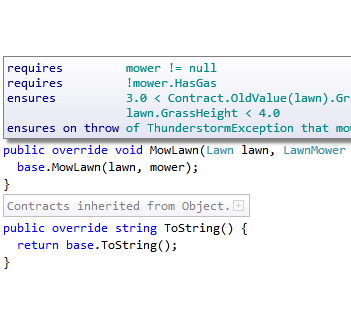 requires mower != null
requires !mower.HasGas
ensures 3.0 < Contract.OldValue(lawn).Gra
lawn.GrassHeight < 4.0
ensures on throw of ThunderstormException that mow
public override void MowLawn(Lawn lawn, LawnMower
base.MowLawn(lawn, mower);
}
Contracts inherited from Object.
public override string ToString() {
return base.ToString();
}